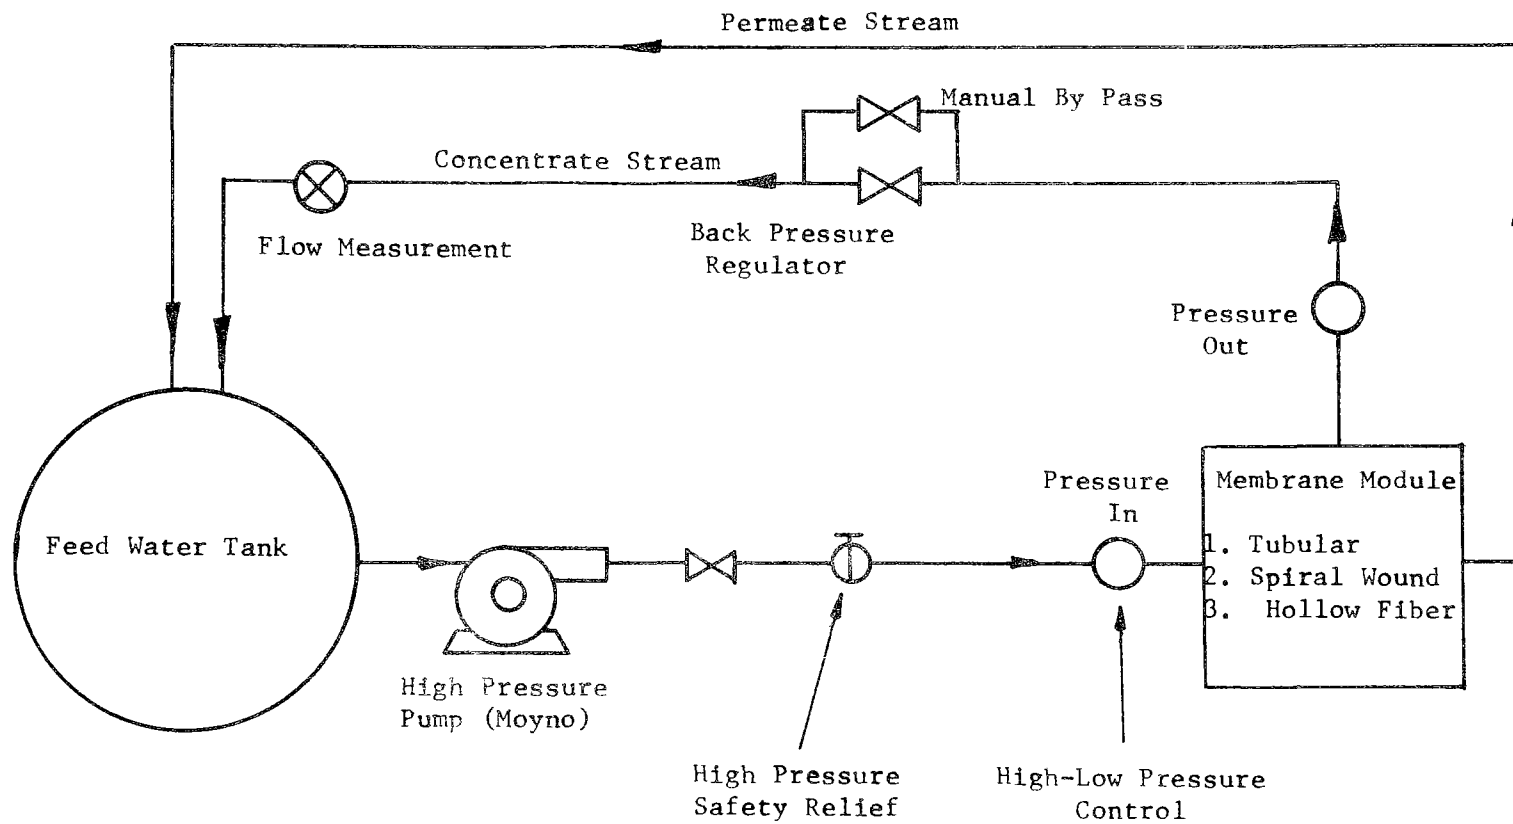 Permeate Stream
Manual By Pass
Concentrate Stream
Flow Measurement
Back Pressure
Regulator
Pressure
Out
Feed Water Tank
Pressure
In
Membrane Module
1. Tubular
2. Spiral Wound
3. Hollow Fiber
High Pressure
Pump (Moyno)
High Pressure
Safety Relief
High-Low Pressure
Control